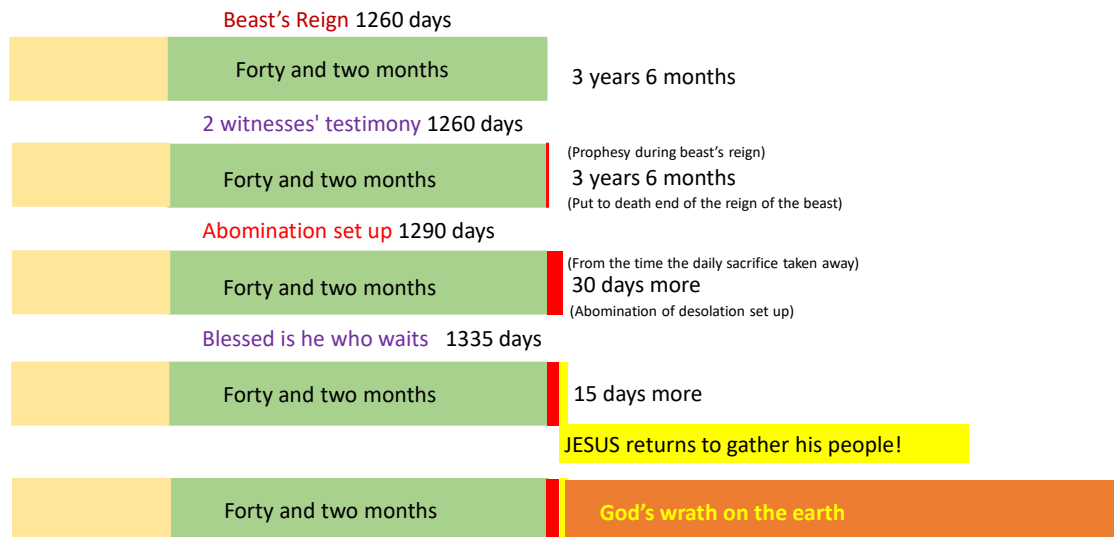 Beast's Reign 1260 days
Forty and two months
3 years 6 months
2 witnesses' testimony 1260 days
(Prophesy during beast's reign)
Forty and two months
3 years 6 months
(Put to death end of the reign of the beast)
Abomination set up 1290 days
(From the time the daily sacrifice taken away)
Forty and two months
30 days more
(Abomination of desolation set up)
Blessed is he who waits 1335 days
Forty and two months
15 days more
JESUS returns to gather his people!
Forty and two months
God's wrath on the earth